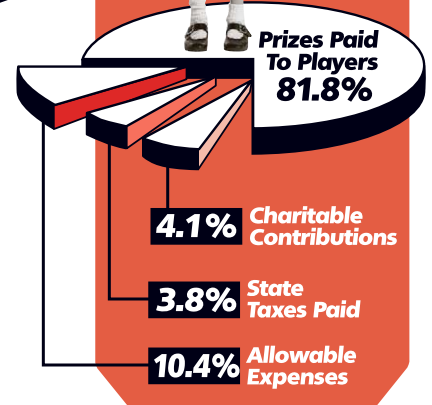 Prizes Paid
To Players
81.8%
4.1% Charitable
Contributions
3.8% State
Taxes Paid
10.4% Allowable
Expenses